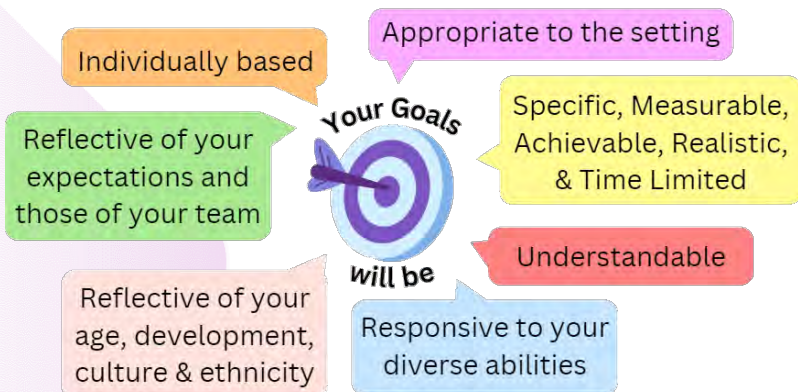 Appropriate to the setting
Individually based
Your Goals
Specific, Measurable,
Achievable, Realistic,
& Time Limited
Reflective of your
expectations and
those of your team
Understandable
will be
Reflective of your
age, development,
culture & ethnicity
Responsive to your
diverse abilities